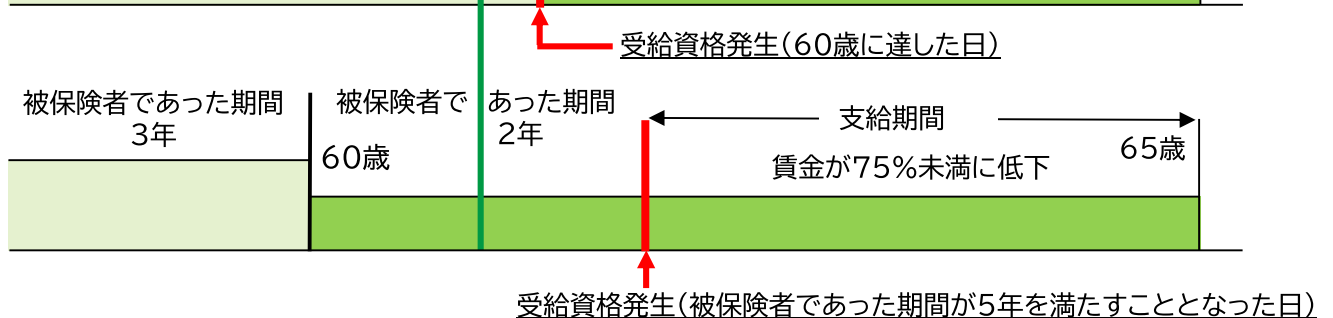 受給資格発生（60歳に達した日）
被保険者であった期間
3年
被保険者で あった期間
2年
60歳
支給期間
65歳
賃金が75%未満に低下
受給資格発生（被保険者であった期間が5年を満たすこととなった日）